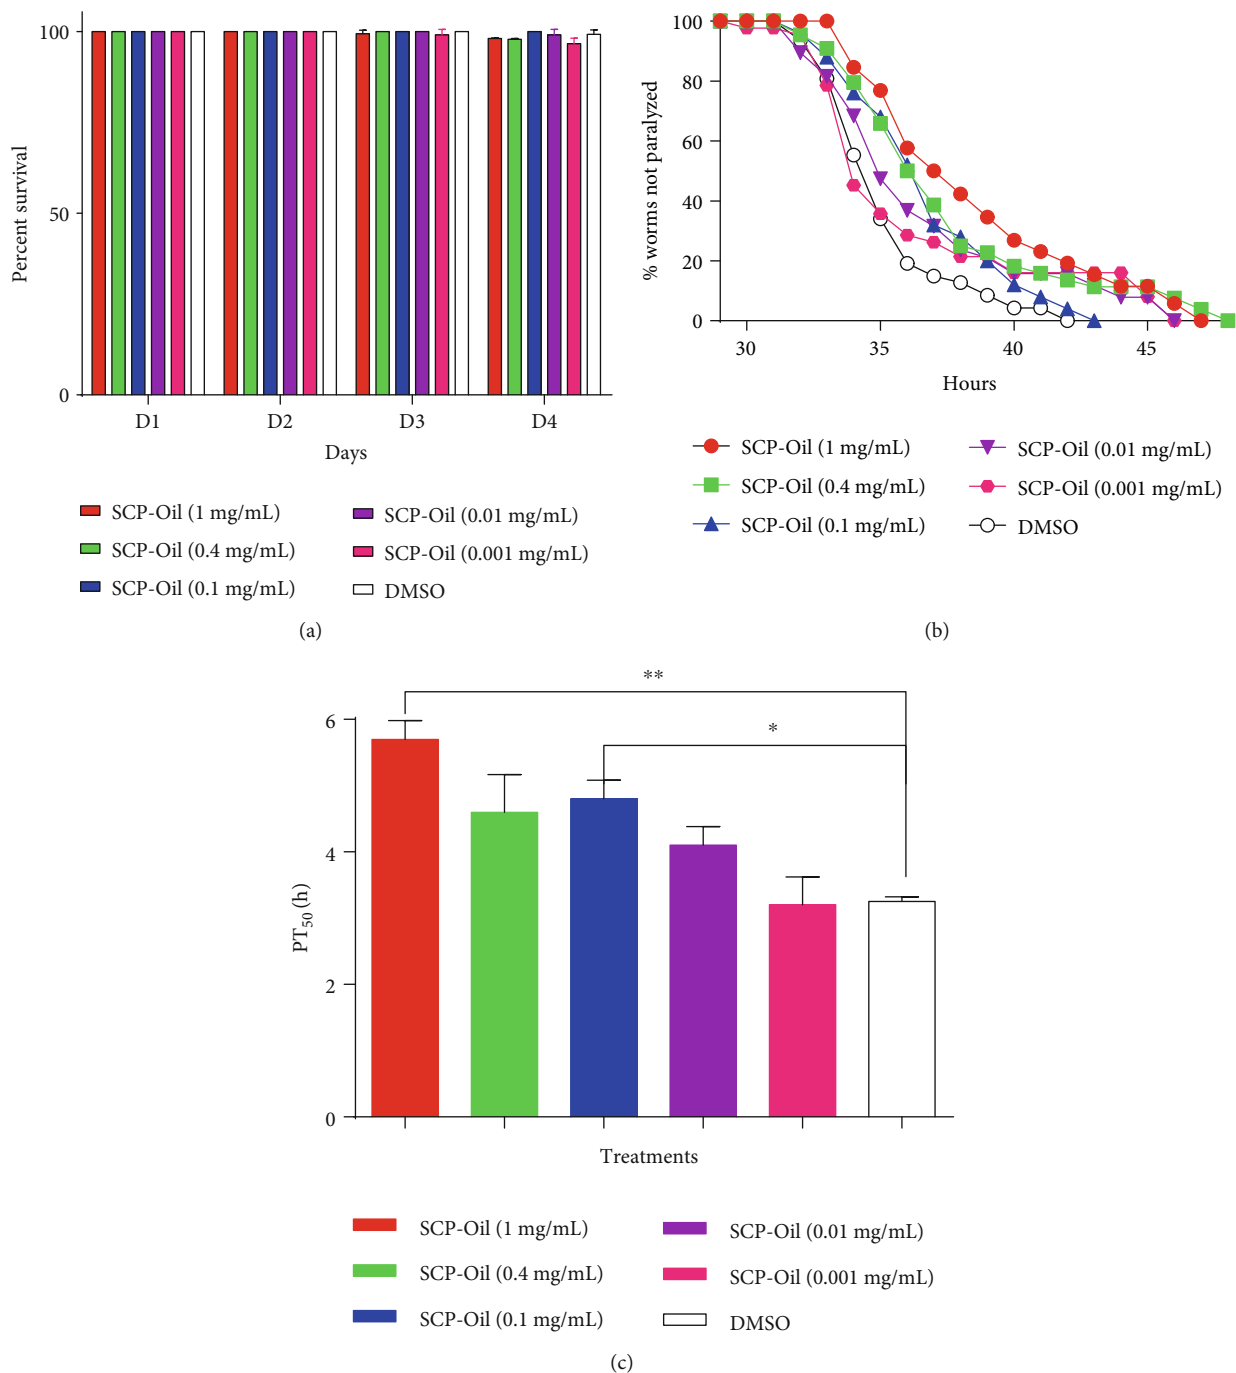 100
50
0
Percent survival
D1 D2 D3 D4
Days
SCP-Oil (1 mg/mL)
SCP-Oil (0.4 mg/mL)
SCP-Oil (0.1 mg/mL)
SCP-Oil (0.01 mg/mL)
SCP-Oil (0.001 mg/mL)
DMSO
(a)
100
80
60
40
20
0
% worms not paralyzed
30 35 40 45
Hours
SCP-Oil (1 mg/mL)
SCP-Oil (0.4 mg/mL)
SCP-Oil (0.1 mg/mL)
SCP-Oil (0.01 mg/mL)
SCP-Oil (0.001 mg/mL)
DMSO
(b)
**
*
6
4
2
0
PT50 (h)
Treatments
SCP-Oil (1 mg/mL)
SCP-Oil (0.4 mg/mL)
SCP-Oil (0.1 mg/mL)
SCP-Oil (0.01 mg/mL)
SCP-Oil (0.001 mg/mL)
DMSO
(c)